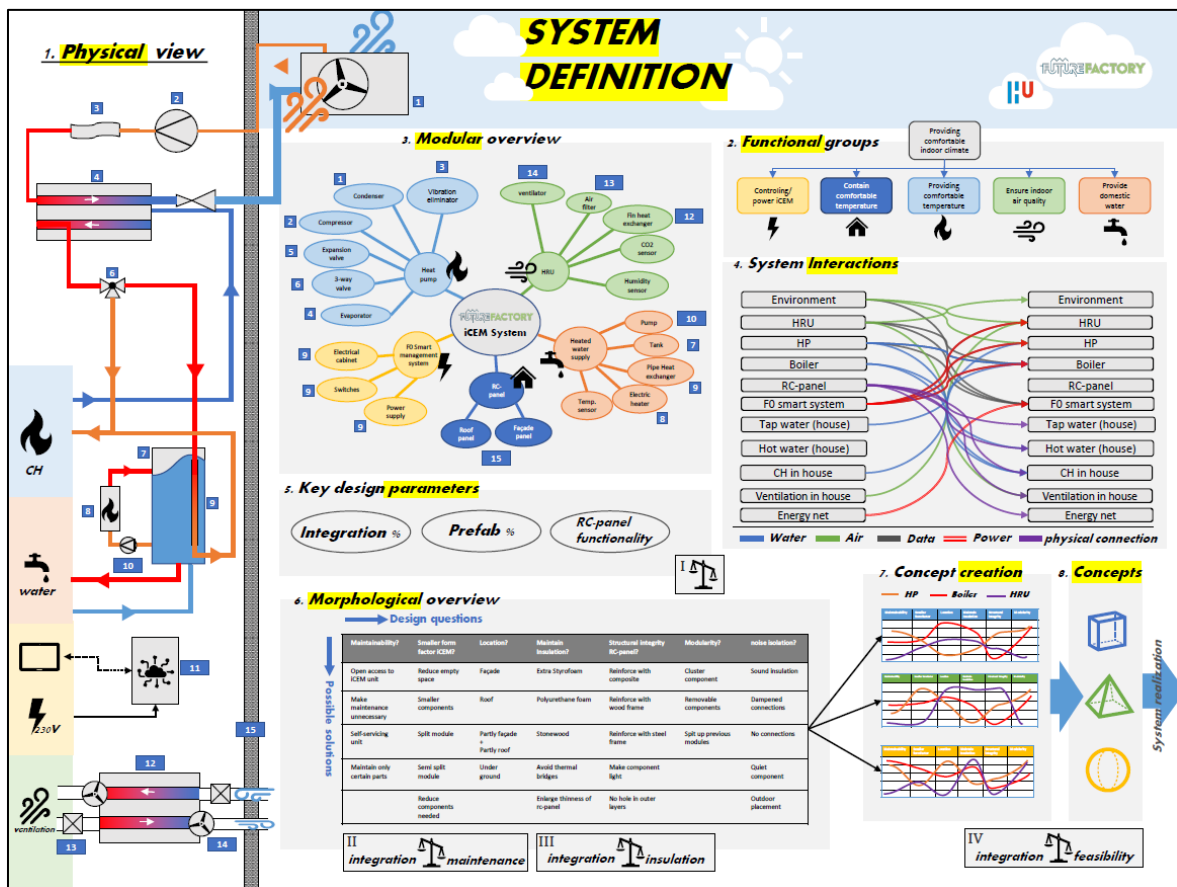 SYSTEM
DEFINITION
FUTUREFACTORY
HU
1. Physical view
1
2
3
4
6
CH
7
8
9
10
water
11
230V
15
12
ventilation
13
14
3. Modular overview
1
Condenser
3
Vibration
eliminator
2
Compressor
5
Expansion
valve
6
3-way
valve
4
Evaporator
Heat
pump
14
ventilator
13
Air
filter
12
Fin heat
exchanger
CO2
sensor
Humidity
sensor
HRU
FUTUREFACTORY
iCEM System
9
Electrical
cabinet
9
Switches
9
Power
supply
F0 Smart
management
system
RC-
panel
Roof
panel
Façade
panel
15
Heated
water
supply
Pump
10
Tank
7
Pipe Heat
exchanger
9
Electric
heater
8
Temp.
sensor
2. Functional groups
Providing
comfortable
indoor climate
Controling/
power iCEM
Contain
comfortable
temperature
Providing
comfortable
temperature
Ensure indoor
air quality
Provide
domestic
water
4. System Interactions
Environment Environment
HRU HRU
HP HP
Boiler Boiler
RC-panel RC-panel
F0 smart system F0 smart system
Tap water (house) Tap water (house)
Hot water (house) Hot water (house)
CH in house CH in house
Ventilation in house Ventilation in house
Energy net Energy net
Water Air Data Power physical connection
5. Key design parameters
Integration %
Prefab %
RC-panel
functionality
I
6. Morphological overview
Design questions
Possible solutions
Maintainability?
Smaller form
factor iCEM?
Location?
Maintain
insulation?
Structural integrity
RC-panel?
Modularity?
noise isolation?
Open access to
iCEM unit
Reduce empty
space
Façade
Extra Styrofoam
Reinforce with
composite
Cluster
component
Sound insulation
Make
maintenance
unnecessary
Smaller
components
Roof
Polyurethane foam
Reinforce with
wood frame
Removable
components
Dampened
connections
Self-servicing
unit
Split module
Partly façade
+
Partly roof
Stonewood
Reinforce with steel
frame
Spit up previous
modules
No connections
Maintain only
certain parts
Semi split
module
Under
ground
Avoid thermal
bridges
Make component
light
Quiet
component
Reduce
components
needed
Enlarge thinness of
rc-panel
No hole in outer
layers
Outdoor
placement
II
integration maintenance
III
integration insulation
7. Concept creation
HP Boiler HRU
8. Concepts
System realization
IV
integration feasibility